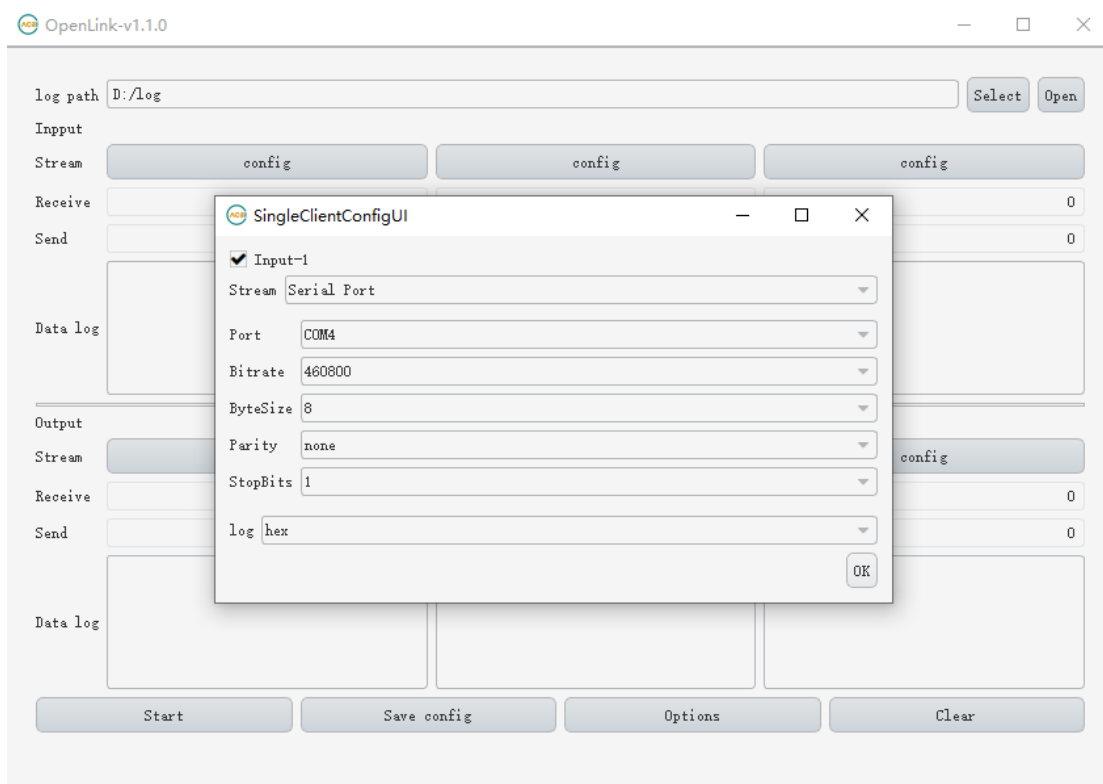 OpenLink-v1.1.0
log path D:/log Select Open
Inpput
Stream config config config
Receive 0
Send 0
Data log
SingleClientConfigUI
Input-1
Stream Serial Port
Port COM4
Bitrate 460800
ByteSize 8
Parity none
StopBits 1
log hex
OK
Output
Stream config
Receive 0
Send 0
Data log
Start Save config Options Clear